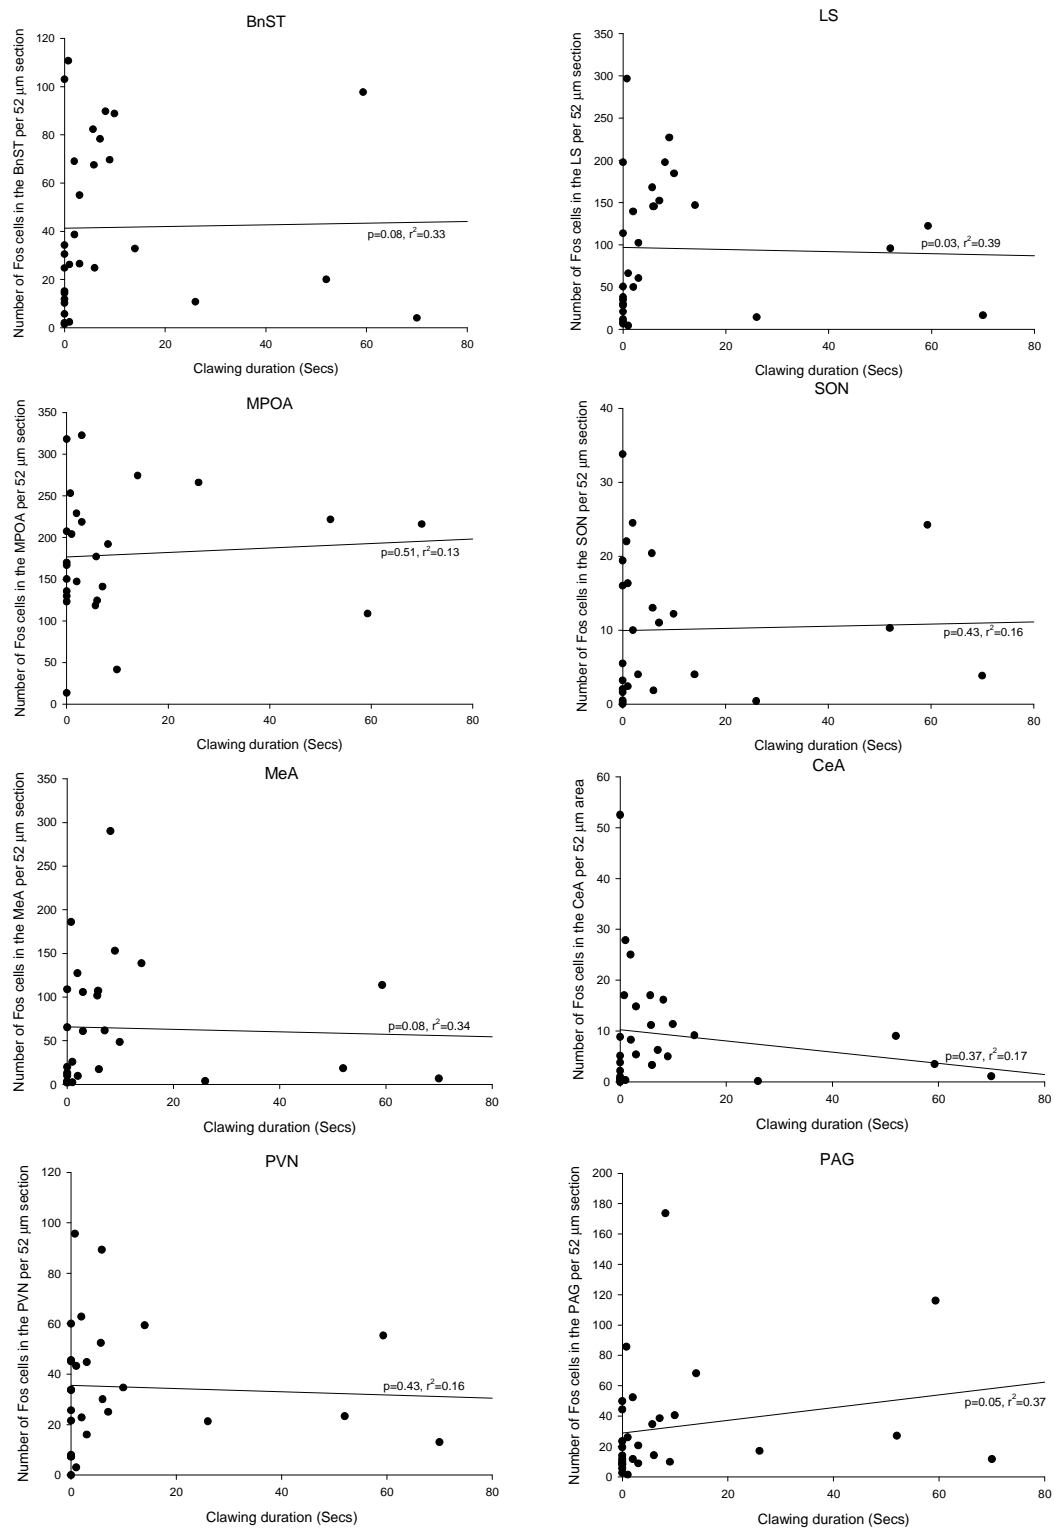 BnST
Number of Fos cells in the BnST per 52 μm section
120
100
80
60
40
20
0
p=0.08, r²=0.33
0 20 40 60 80
Clawing duration (Secs)
LS
Number of Fos cells in the LS per 52 μm section
350
300
250
200
150
100
50
0
p=0.03, r²=0.39
0 20 40 60 80
Clawing duration (Secs)
MPOA
Number of Fos cells in the MPOA per 52 μm section
350
300
250
200
150
100
50
0
p=0.51, r²=0.13
0 20 40 60 80
Clawing duration (Secs)
SON
Number of Fos cells in the SON per 52 μm section
40
30
20
10
0
p=0.43, r²=0.16
0 20 40 60 80
Clawing duration (Secs)
MeA
Number of Fos cells in the MeA per 52 μm section
350
300
250
200
150
100
50
0
p=0.08, r²=0.34
0 20 40 60 80
Clawing duration (Secs)
CeA
Number of Fos cells in the CeA per 52 μm area
60
50
40
30
20
10
0
p=0.37, r²=0.17
0 20 40 60 80
Clawing duration (Secs)
PVN
Number of Fos cells in the PVN per 52 μm section
120
100
80
60
40
20
0
p=0.43, r²=0.16
0 20 40 60 80
Clawing duration (Secs)
PAG
Number of Fos cells in the PAG per 52 μm section
200
180
160
140
120
100
80
60
40
20
0
p=0.05, r²=0.37
0 20 40 60 80
Clawing duration (Secs)